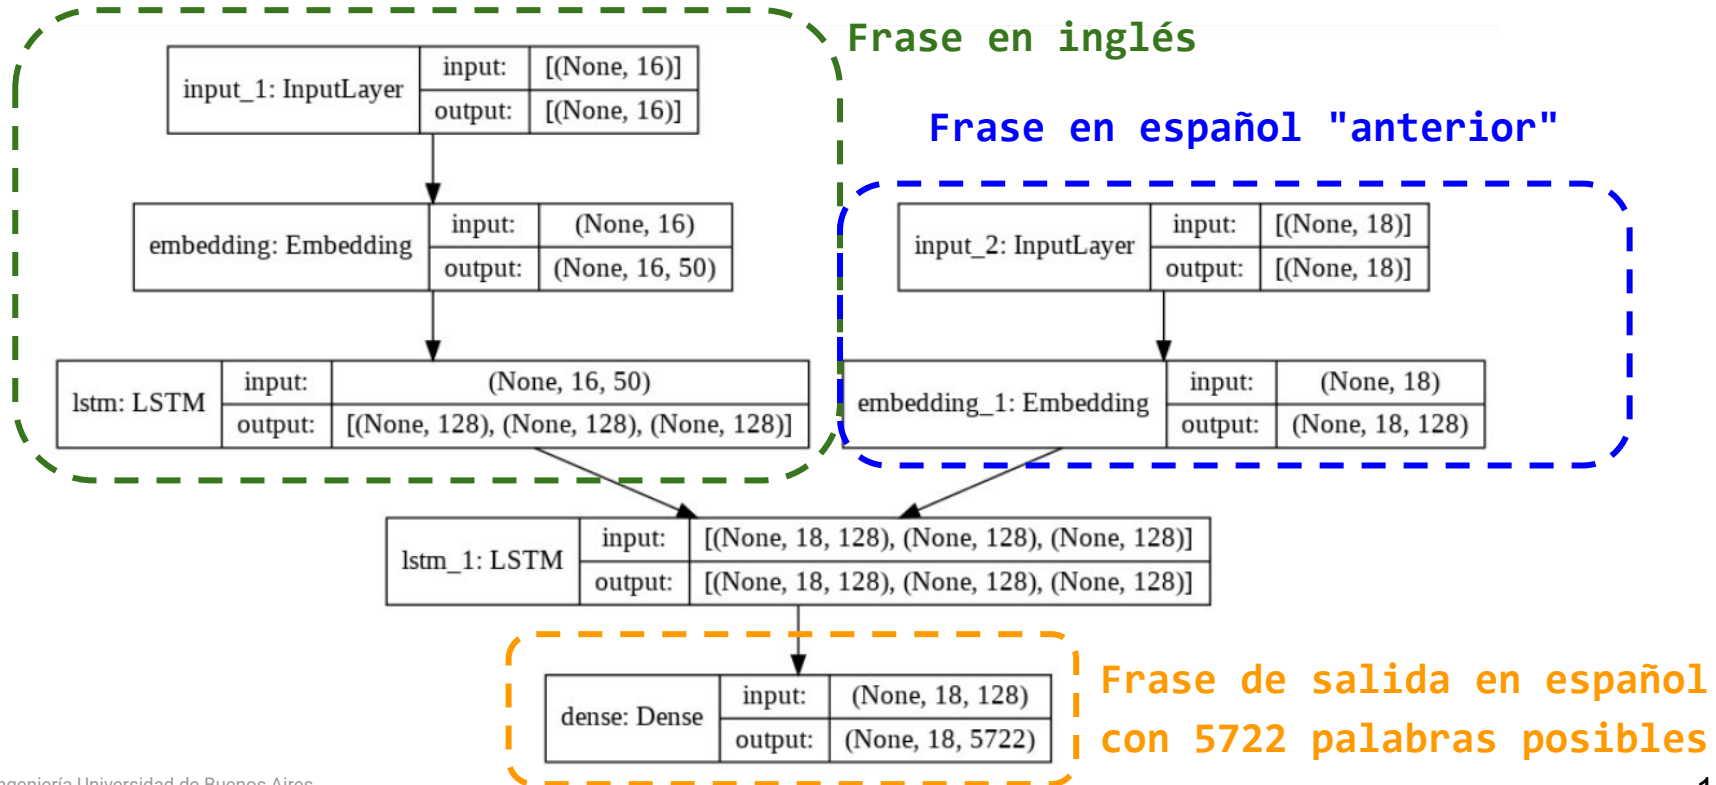 Frase en inglés
input_1: InputLayer
input: [(None, 16)]
output: [(None, 16)]
Frase en español "anterior"
embedding: Embedding
input: (None, 16)
output: (None, 16, 50)
input_2: InputLayer
input: [(None, 18)]
output: [(None, 18)]
lstm: LSTM
input: (None, 16, 50)
output: [(None, 128), (None, 128), (None, 128)]
embedding_1: Embedding
input: (None, 18)
output: (None, 18, 128)
lstm_1: LSTM
input: [(None, 18, 128), (None, 128), (None, 128)]
output: [(None, 18, 128), (None, 128), (None, 128)]
dense: Dense
input: (None, 18, 128)
output: (None, 18, 5722)
Frase de salida en español
con 5722 palabras posibles
Universidad de Buenos Aires